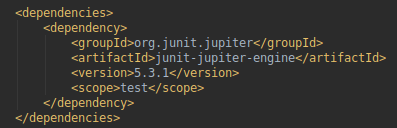 <dependencies>
<dependency>
<groupId>org.junit.jupiter</groupId>
<artifactId>junit-jupiter-engine</artifactId>
<version>5.3.1</version>
<scope>test</scope>
</dependency>
</dependencies>